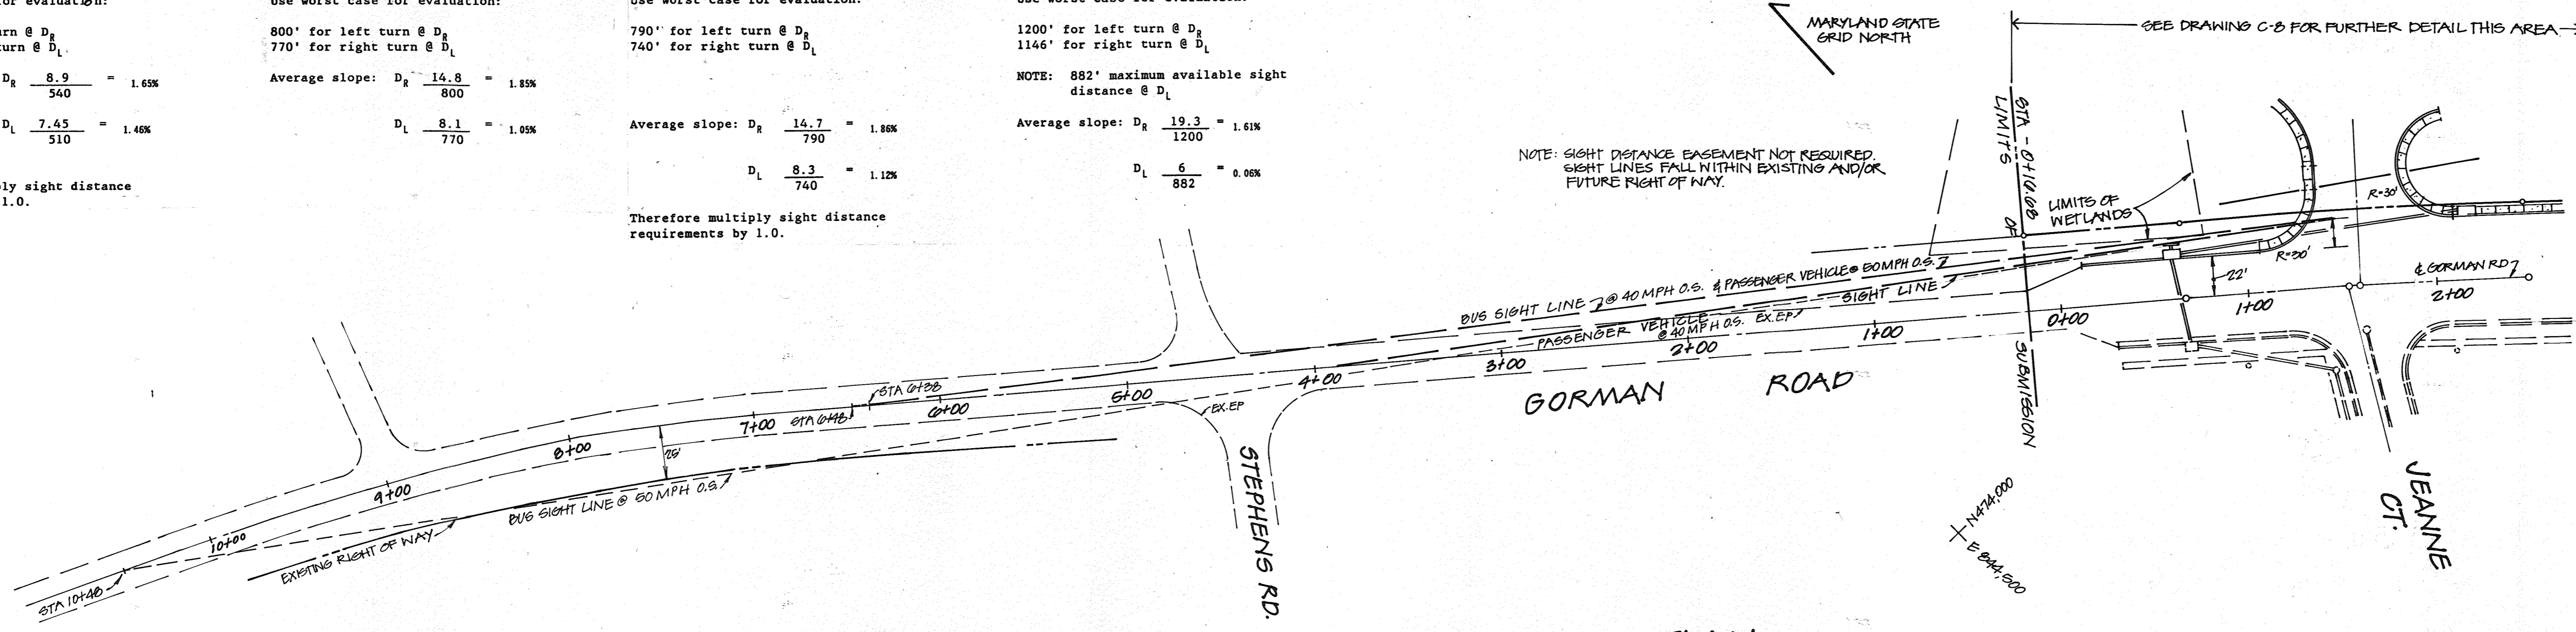 or evaluation:
urn @ DR
turn @ DL
DR 8.9 / 540 = 1.65%
DL 7.45 / 510 = 1.46%
ly sight distance
1.0.
Use worst case for evaluation:
800' for left turn @ DR
770' for right turn @ DL
Average slope: DR 14.8 / 800 = 1.85%
DL 8.1 / 770 = 1.05%
Use worst case for evaluation:
790' for left turn @ DR
740' for right turn @ DL
Average slope: DR 14.7 / 790 = 1.86%
DL 8.3 / 740 = 1.12%
Therefore multiply sight distance
requirements by 1.0.
Use worst case for evaluation:
1200' for left turn @ DR
1146' for right turn @ DL
NOTE: 882' maximum available sight
distance @ DL
Average slope: DR 19.3 / 1200 = 1.61%
DL 6 / 882 = 0.06%
MARYLAND STATE
GRID NORTH
SEE DRAWING C-8 FOR FURTHER DETAIL THIS AREA
NOTE: SIGHT DISTANCE EASEMENT NOT REQUIRED.
SIGHT LINES FALL WITHIN EXISTING AND/OR
FUTURE RIGHT OF WAY.
STA -0+16.68
LIMITS OF SUBMISSION
LIMITS OF
WETLANDS
R=30'
R=30'
22'
℄ GORMAN RD
BUS SIGHT LINE @ 40 MPH O.S. & PASSENGER VEHICLE @ 50 MPH O.S.
SIGHT LINE
PASSENGER VEHICLE
@ 40 MPH O.S. EX.EP
2+00
1+00
0+00
1+00
2+00
3+00
4+00
5+00
6+00
7+00
8+00
9+00
10+00
STA 6+38
STA 6+48
EX.EP
25'
BUS SIGHT LINE @ 50 MPH O.S.
EXISTING RIGHT OF WAY
STA 10+48
GORMAN ROAD
STEPHENS RD.
JEANNE
CT.
N 474,000
E 844,500